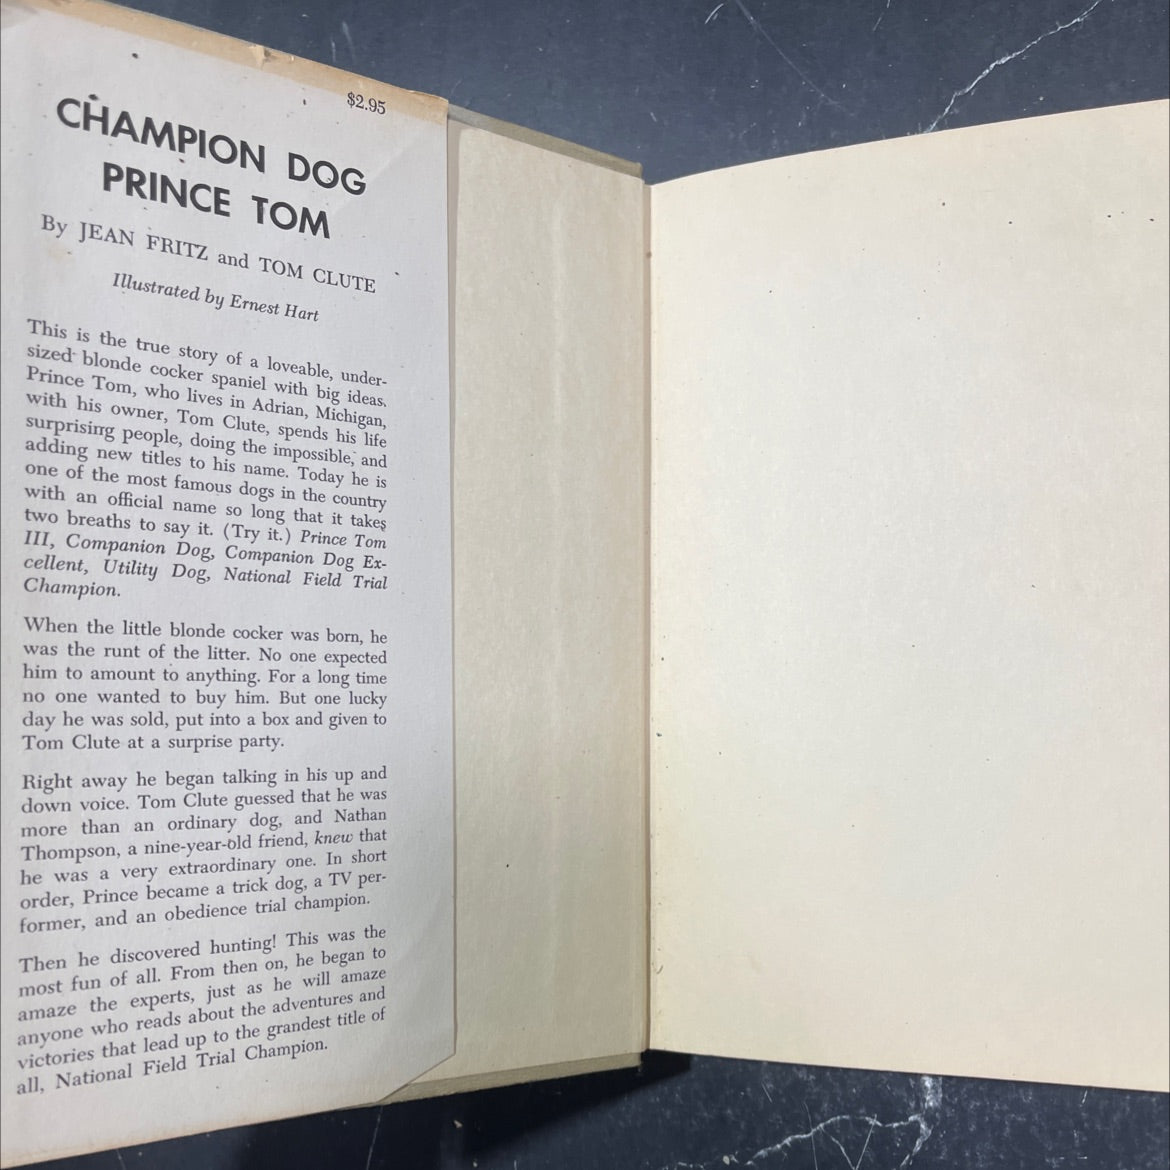 $2.95
CHAMPION DOG
PRINCE TOM
By JEAN FRITZ and TOM CLUTE
Illustrated by Ernest Hart
This is the true story of a loveable, under-
sized blonde cocker spaniel with big ideas.
Prince Tom, who lives in Adrian, Michigan,
with his owner, Tom Clute, spends his life
surprising people, doing the impossible, and
adding new titles to his name. Today he is
one of the most famous dogs in the country
with an official name so long that it takes
two breaths to say it. (Try it.) Prince Tom
III, Companion Dog, Companion Dog Ex-
cellent, Utility Dog, National Field Trial
Champion.
When the little blonde cocker was born, he
was the runt of the litter. No one expected
him to amount to anything. For a long time
no one wanted to buy him. But one lucky
day he was sold, put into a box and given to
Tom Clute at a surprise party.
Right away he began talking in his up and
down voice. Tom Clute guessed that he was
more than an ordinary dog, and Nathan
Thompson, a nine-year-old friend, knew that
he was a very extraordinary one. In short
order, Prince became a trick dog, a TV per-
former, and an obedience trial champion.
Then he discovered hunting! This was the
most fun of all. From then on, he began to
amaze the experts, just as he will amaze
anyone who reads about the adventures and
victories that lead up to the grandest title of
all, National Field Trial Champion.